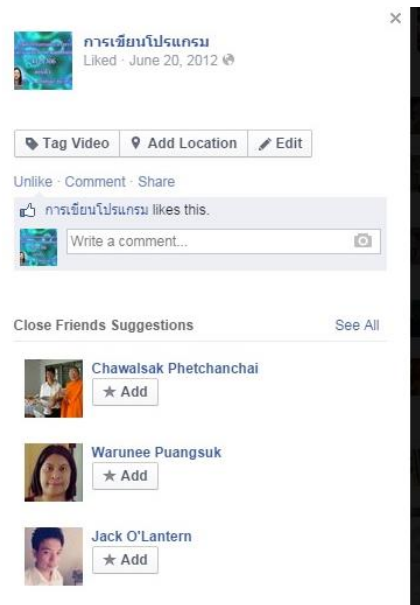 การเขียนโปรแกรม
Liked · June 20, 2012
Tag Video Add Location Edit
Unlike · Comment · Share
การเขียนโปรแกรม likes this.
Write a comment...
Close Friends Suggestions See All
Chawalsak Phetchanchai
Add
Warunee Puangsuk
Add
Jack O'Lantern
Add